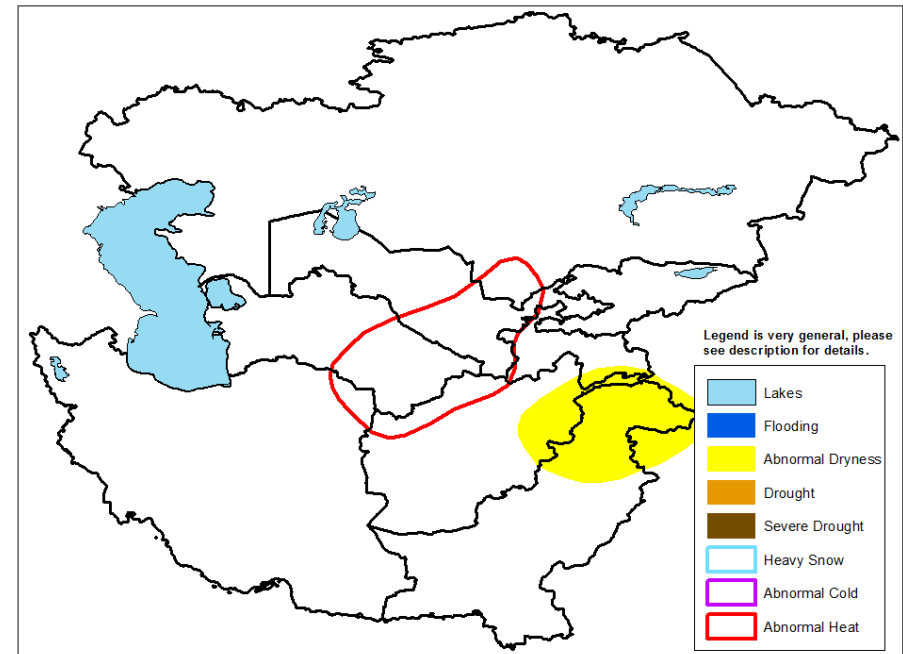 Legend is very general, please
see description for details.
Lakes
Flooding
Abnormal Dryness
Drought
Severe Drought
Heavy Snow
Abnormal Cold
Abnormal Heat